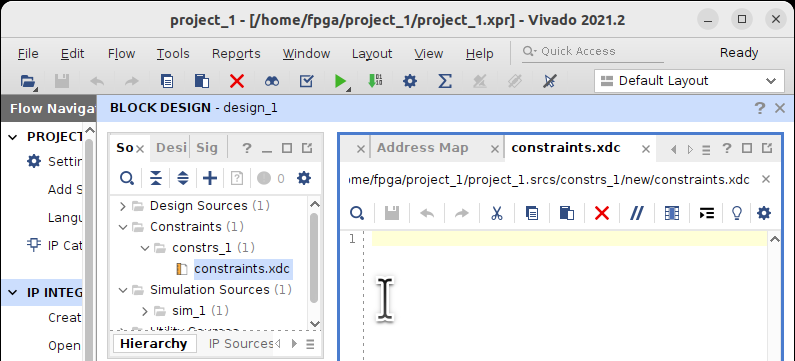 project_1 - [/home/fpga/project_1/project_1.xpr] - Vivado 2021.2
File Edit Flow Tools Reports Window Layout View Help Quick Access Ready
Default Layout
Flow Navigat
BLOCK DESIGN - design_1
PROJECT
Settin
Add S
Langu
IP Cat
IP INTEG
Create
Open
So Desi Sig
0
Design Sources (1)
Constraints (1)
constrs_1 (1)
constraints.xdc
Simulation Sources (1)
sim_1 (1)
Utility Sources
Hierarchy IP Sources
Address Map constraints.xdc
ome/fpga/project_1/project_1.srcs/constrs_1/new/constraints.xdc
1